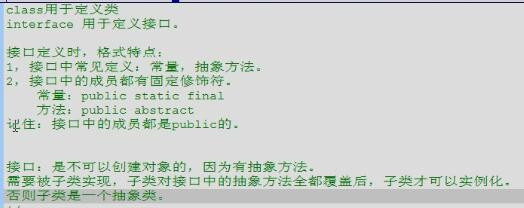 class用于定义类
interface 用于定义接口。
接口定义时，格式特点：
1，接口中常见定义：常量，抽象方法。
2，接口中的成员都有固定修饰符。
常量：public static final
方法：public abstract
记住：接口中的成员都是public的。
接口：是不可以创建对象的，因为有抽象方法。
需要被子类实现，子类对接口中的抽象方法全都覆盖后，子类才可以实例化。
否则子类是一个抽象类。